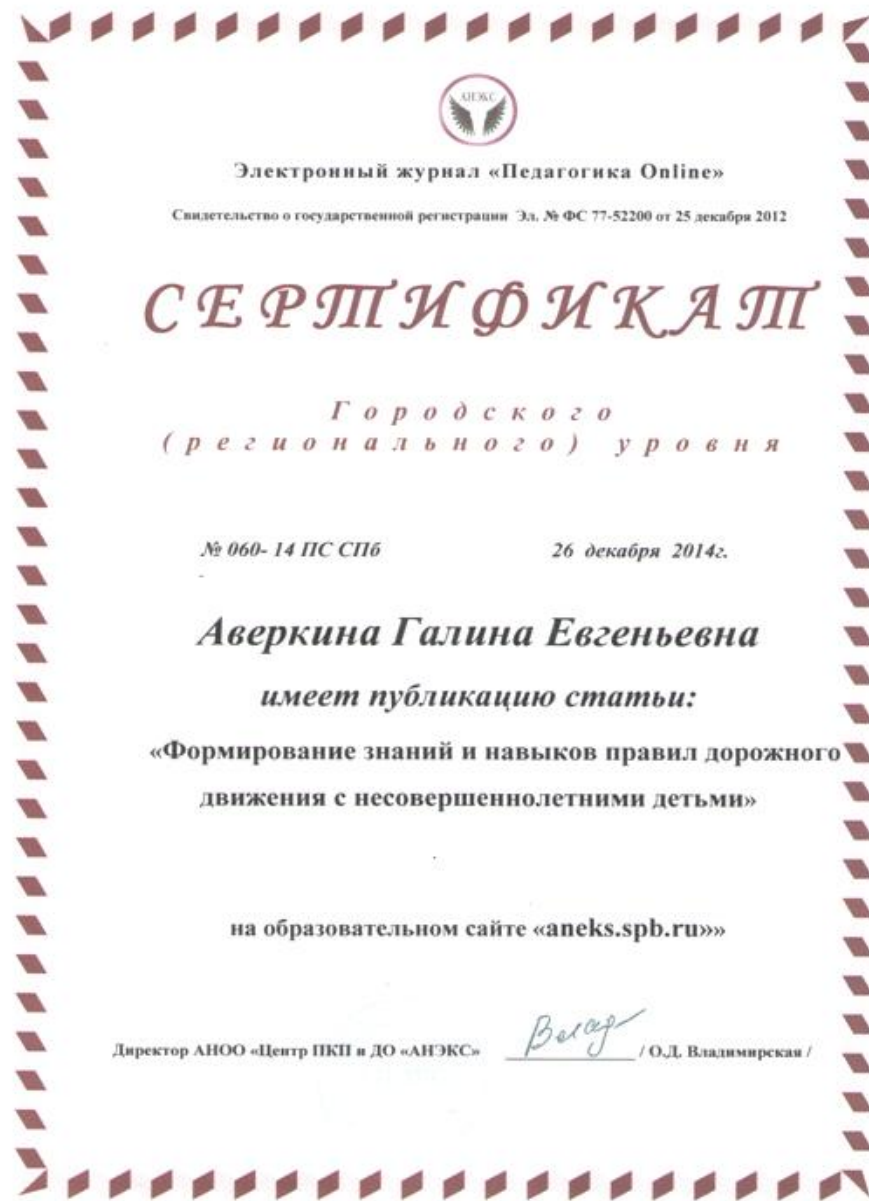 АНЭКС
Электронный журнал «Педагогика Online»
Свидетельство о государственной регистрации Эл. № ФС 77-52200 от 25 декабря 2012
СЕРТИФИКАТ
Городского
(регионального) уровня
№ 060- 14 ПС СПб 26 декабря 2014г.
Аверкина Галина Евгеньевна
имеет публикацию статьи:
«Формирование знаний и навыков правил дорожного
движения с несовершеннолетними детьми»
на образовательном сайте «aneks.spb.ru»»
Директор АНОО «Центр ПКП и ДО «АНЭКС» / О.Д. Владимирская /